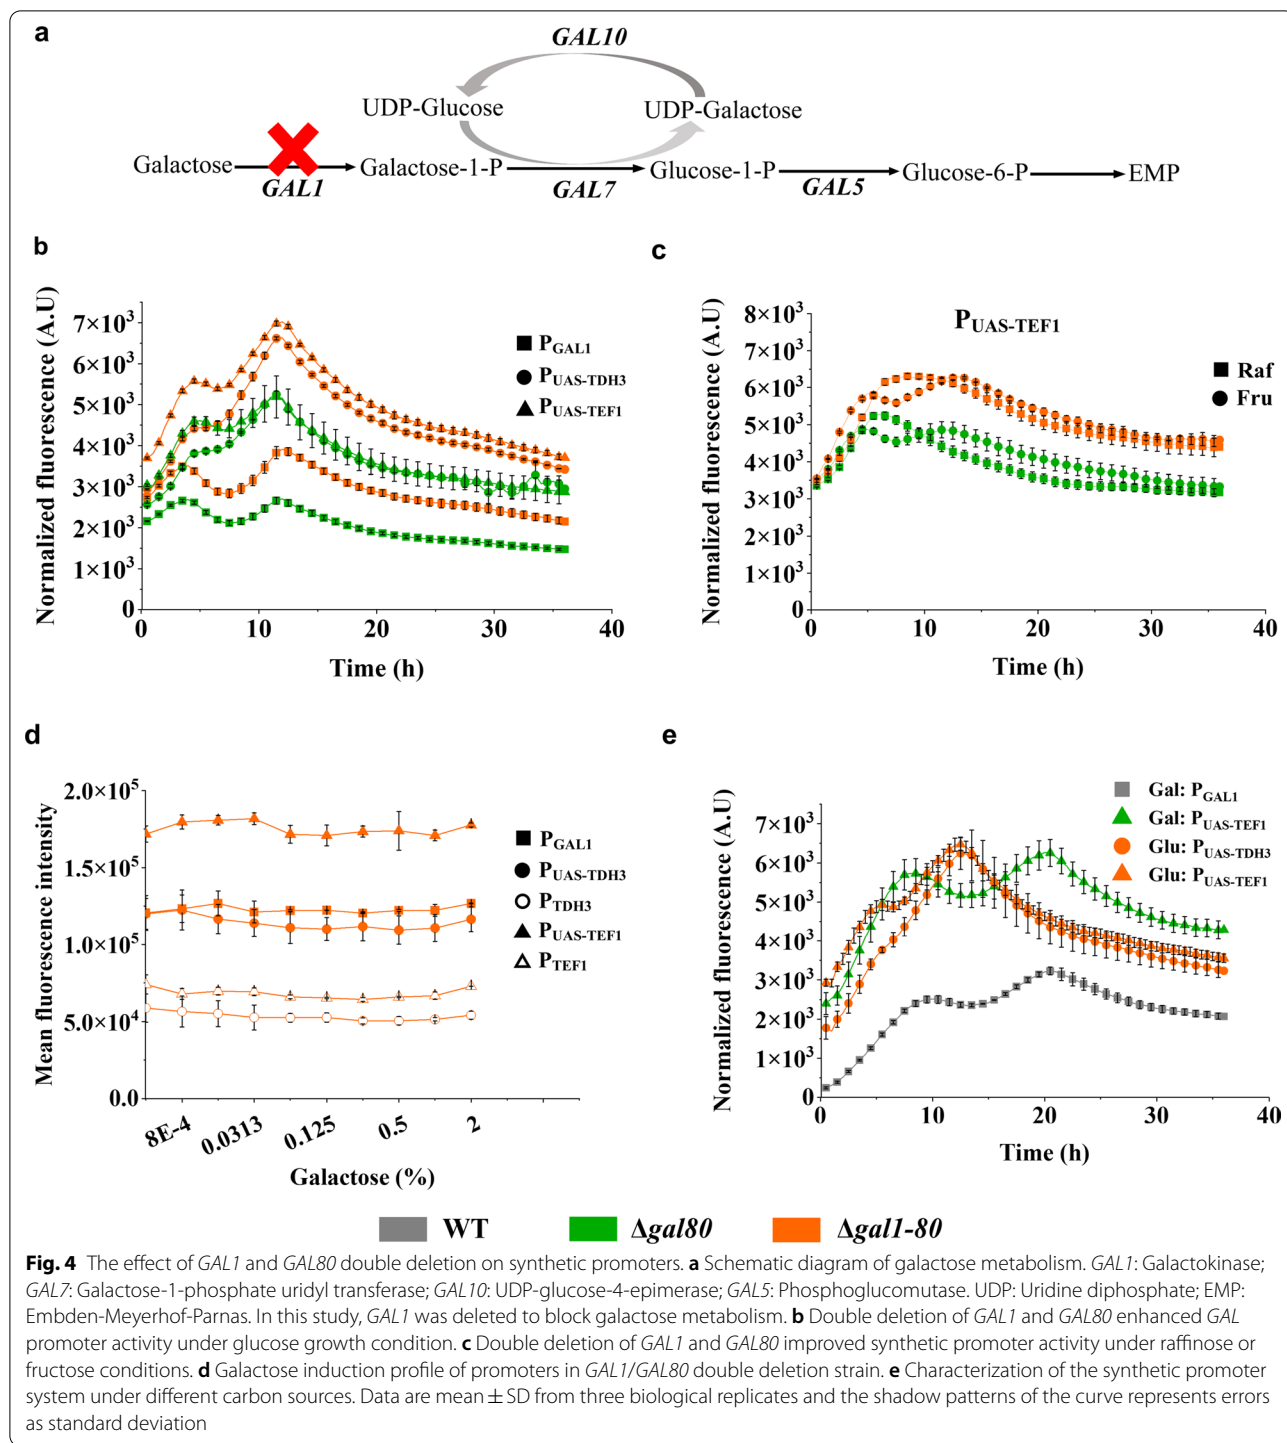 a
GAL10
UDP-Glucose UDP-Galactose
Galactose Galactose-1-P Glucose-1-P Glucose-6-P EMP
GAL1 GAL7 GAL5
b
Normalized fluorescence (A.U)
7×10³
6×10³
5×10³
4×10³
3×10³
2×10³
1×10³
0
0 10 20 30 40
Time (h)
PGAL1
PUAS-TDH3
PUAS-TEF1
c
PUAS-TEF1
Normalized fluorescence (A.U)
8×10³
7×10³
6×10³
5×10³
4×10³
3×10³
2×10³
1×10³
0
0 10 20 30 40
Time (h)
Raf
Fru
d
Mean fluorescence intensity
2.0×10⁵
1.5×10⁵
1.0×10⁵
5.0×10⁴
0.0
8E-4 0.0313 0.125 0.5 2
Galactose (%)
PGAL1
PUAS-TDH3
PTDH3
PUAS-TEF1
PTEF1
e
Normalized fluorescence (A.U)
7×10³
6×10³
5×10³
4×10³
3×10³
2×10³
1×10³
0
0 10 20 30 40
Time (h)
Gal: PGAL1
Gal: PUAS-TEF1
Glu: PUAS-TDH3
Glu: PUAS-TEF1
WT Δgal80 Δgal1-80
Fig. 4 The effect of GAL1 and GAL80 double deletion on synthetic promoters. a Schematic diagram of galactose metabolism. GAL1: Galactokinase;
GAL7: Galactose-1-phosphate uridyl transferase; GAL10: UDP-glucose-4-epimerase; GAL5: Phosphoglucomutase. UDP: Uridine diphosphate; EMP:
Embden-Meyerhof-Parnas. In this study, GAL1 was deleted to block galactose metabolism. b Double deletion of GAL1 and GAL80 enhanced GAL
promoter activity under glucose growth condition. c Double deletion of GAL1 and GAL80 improved synthetic promoter activity under raffinose or
fructose conditions. d Galactose induction profile of promoters in GAL1/GAL80 double deletion strain. e Characterization of the synthetic promoter
system under different carbon sources. Data are mean ± SD from three biological replicates and the shadow patterns of the curve represents errors
as standard deviation